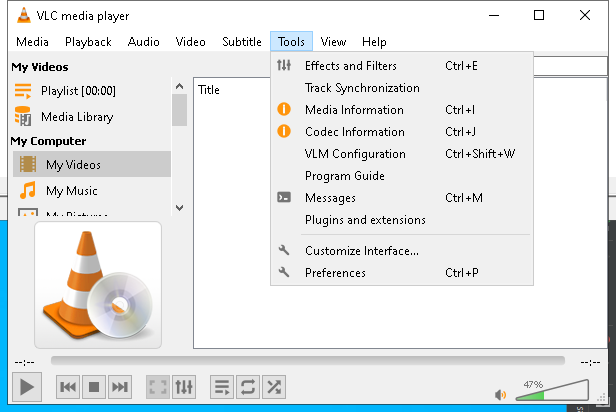 VLC media player
Media Playback Audio Video Subtitle Tools View Help
My Videos
Playlist [00:00]
Media Library
My Computer
My Videos
My Music
My Pictures
Title
Effects and Filters Ctrl+E
Track Synchronization
Media Information Ctrl+I
Codec Information Ctrl+J
VLM Configuration Ctrl+Shift+W
Program Guide
Messages Ctrl+M
Plugins and extensions
Customize Interface...
Preferences Ctrl+P
--:-- --:--
47%